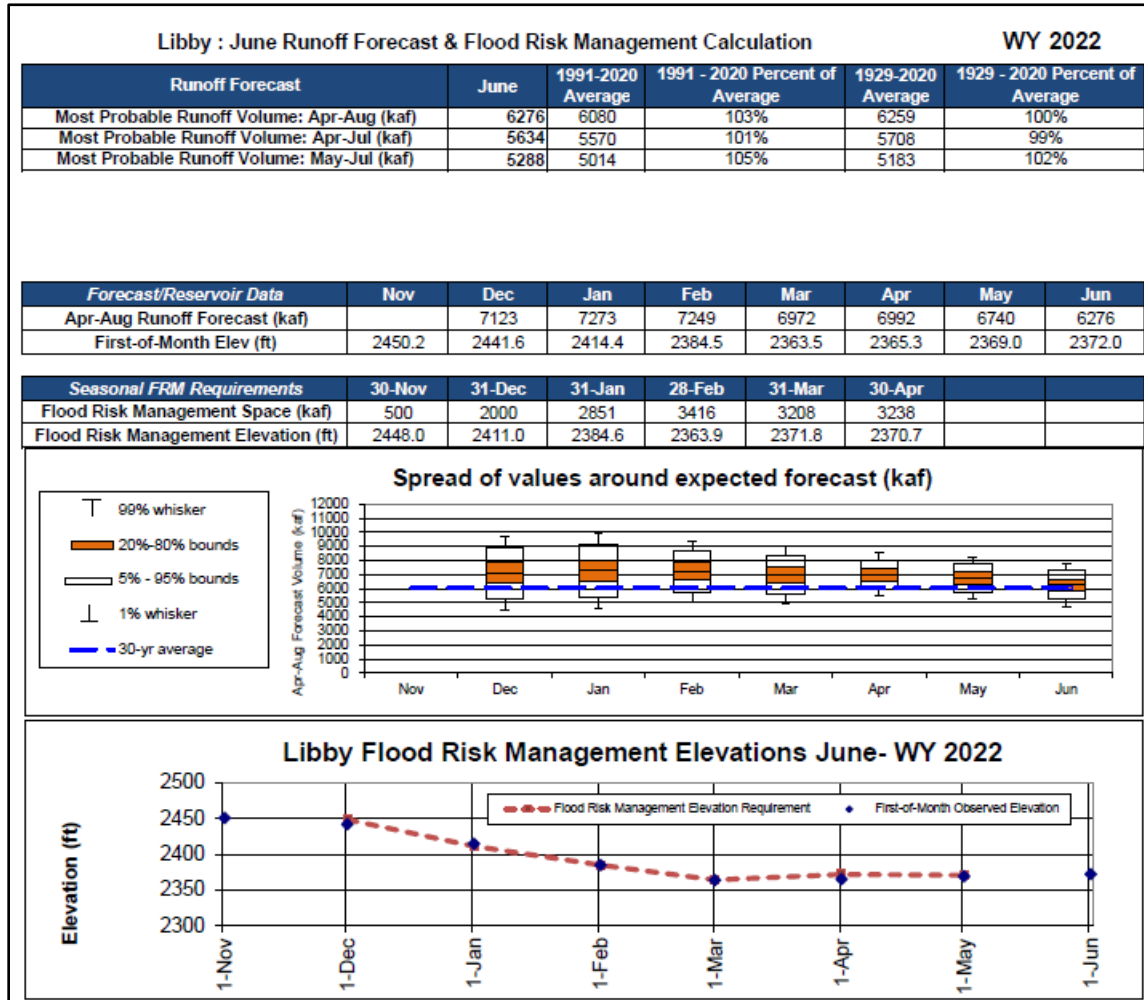 Libby : June Runoff Forecast & Flood Risk Management Calculation WY 2022
Runoff Forecast June 1991-2020 Average 1991 - 2020 Percent of Average 1929-2020 Average 1929 - 2020 Percent of Average
Most Probable Runoff Volume: Apr-Aug (kaf) 6276 6080 103% 6259 100%
Most Probable Runoff Volume: Apr-Jul (kaf) 5634 5570 101% 5708 99%
Most Probable Runoff Volume: May-Jul (kaf) 5288 5014 105% 5183 102%
Forecast/Reservoir Data Nov Dec Jan Feb Mar Apr May Jun
Apr-Aug Runoff Forecast (kaf) 7123 7273 7249 6972 6992 6740 6276
First-of-Month Elev (ft) 2450.2 2441.6 2414.4 2384.5 2363.5 2365.3 2369.0 2372.0
Seasonal FRM Requirements 30-Nov 31-Dec 31-Jan 28-Feb 31-Mar 30-Apr
Flood Risk Management Space (kaf) 500 2000 2851 3416 3208 3238
Flood Risk Management Elevation (ft) 2448.0 2411.0 2384.6 2363.9 2371.8 2370.7
Spread of values around expected forecast (kaf)
99% whisker
20%-80% bounds
5% - 95% bounds
1% whisker
30-yr average
Apr-Aug Forecast Volume (kaf)
12000
11000
10000
9000
8000
7000
6000
5000
4000
3000
2000
1000
0
Nov Dec Jan Feb Mar Apr May Jun
Libby Flood Risk Management Elevations June- WY 2022
Flood Risk Management Elevation Requirement First-of-Month Observed Elevation
Elevation (ft)
2500
2450
2400
2350
2300
1-Nov 1-Dec 1-Jan 1-Feb 1-Mar 1-Apr 1-May 1-Jun